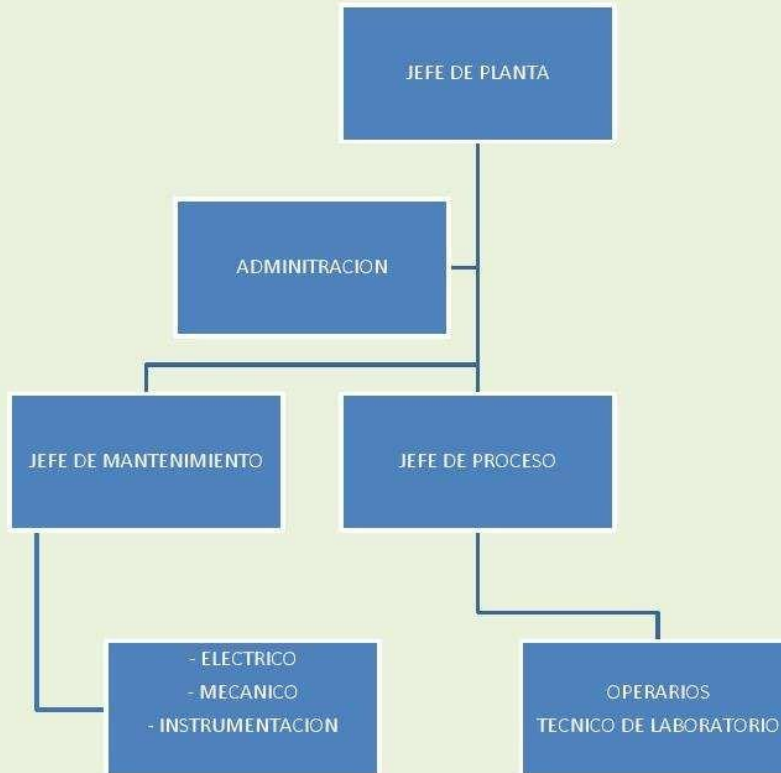 JEFE DE PLANTA
ADMINITRACION
JEFE DE MANTENIMIENTO
JEFE DE PROCESO
- ELECTRICO
- MECANICO
- INSTRUMENTACION
OPERARIOS
TECNICO DE LABORATORIO